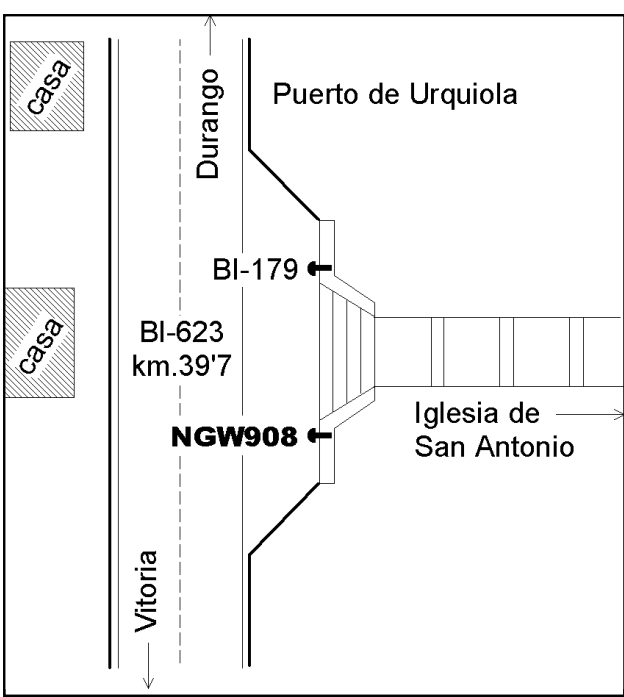 casa
Durango
Puerto de Urquiola
BI-179
casa
BI-623
km.39'7
NGW908
Iglesia de
San Antonio
Vitoria